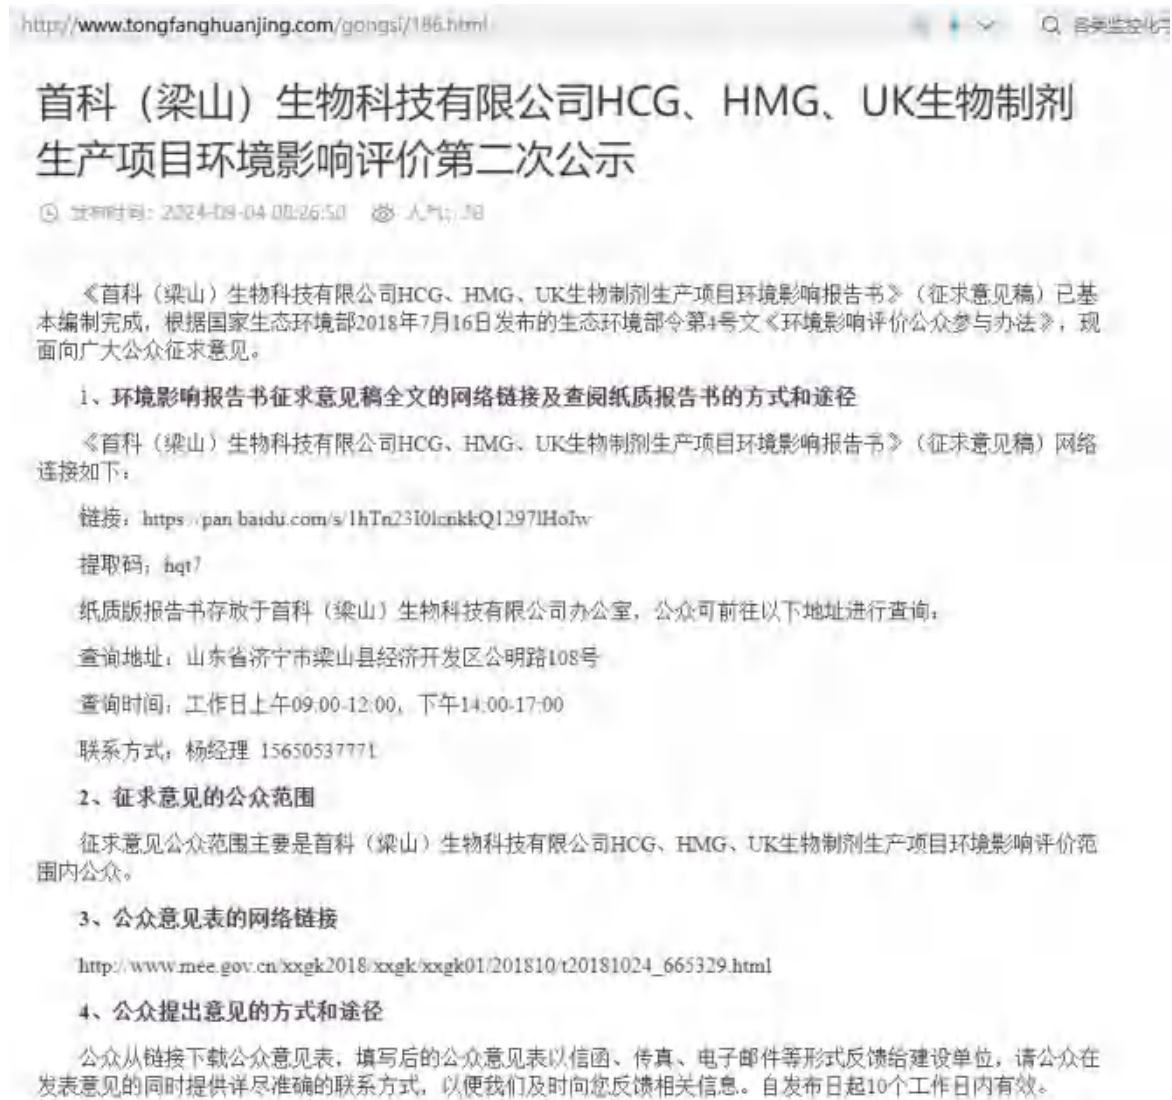 http://www.tongfanghuanjing.com/gongsi/186.html
各类监控化学
首科（梁山）生物科技有限公司HCG、HMG、UK生物制剂
生产项目环境影响评价第二次公示
发布时间：2024-09-04 08:26:50 人气：
《首科（梁山）生物科技有限公司HCG、HMG、UK生物制剂生产项目环境影响报告书》（征求意见稿）已基
本编制完成，根据国家生态环境部2018年7月16日发布的生态环境部令第4号文《环境影响评价公众参与办法》，现
面向广大公众征求意见。
1、环境影响报告书征求意见稿全文的网络链接及查阅纸质报告书的方式和途径
《首科（梁山）生物科技有限公司HCG、HMG、UK生物制剂生产项目环境影响报告书》（征求意见稿）网络
连接如下：
链接：
提取码：hqt7
纸质版报告书存放于首科（梁山）生物科技有限公司办公室，公众可前往以下地址进行查询：
查询地址：山东省济宁市梁山县经济开发区公明路108号
查询时间：工作日上午09:00-12:00，下午14:00-17:00
联系方式：杨经理 15650537771
2、征求意见的公众范围
征求意见公众范围主要是首科（梁山）生物科技有限公司HCG、HMG、UK生物制剂生产项目环境影响评价范
围内公众。
3、公众意见表的网络链接
http://www.mee.gov.cn/xxgk2018/xxgk/xxgk01/201810/t20181024_665329.html
4、公众提出意见的方式和途径
公众从链接下载公众意见表，填写后的公众意见表以信函、传真、电子邮件等形式反馈给建设单位，请公众在
发表意见的同时提供详尽准确的联系方式，以便我们及时向您反馈相关信息。自发布日起10个工作日内有效。